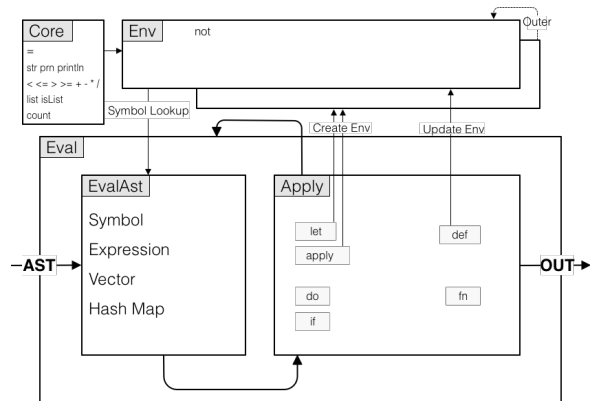 Core
Env
not
Outer
=
str prn println
< <= > >= + - * /
list isList
count
Symbol Lookup
Create Env
Update Env
Eval
EvalAst
Apply
Symbol
Expression
Vector
Hash Map
let
apply
def
do
fn
if
AST
OUT